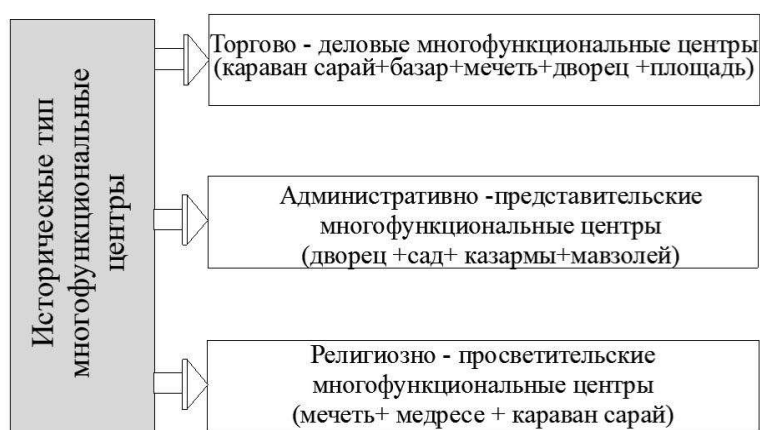 Историческые тип
многофункциональные
центры
Торгово - деловые многофункциональные центры
(караван сарай+базар+мечеть+дворец +площадь)
Административно -представительские
многофункциональные центры
(дворец +сад+ казармы+мавзолей)
Религиозно - просветительские
многофункциональные центры
(мечеть+ медресе + караван сарай)